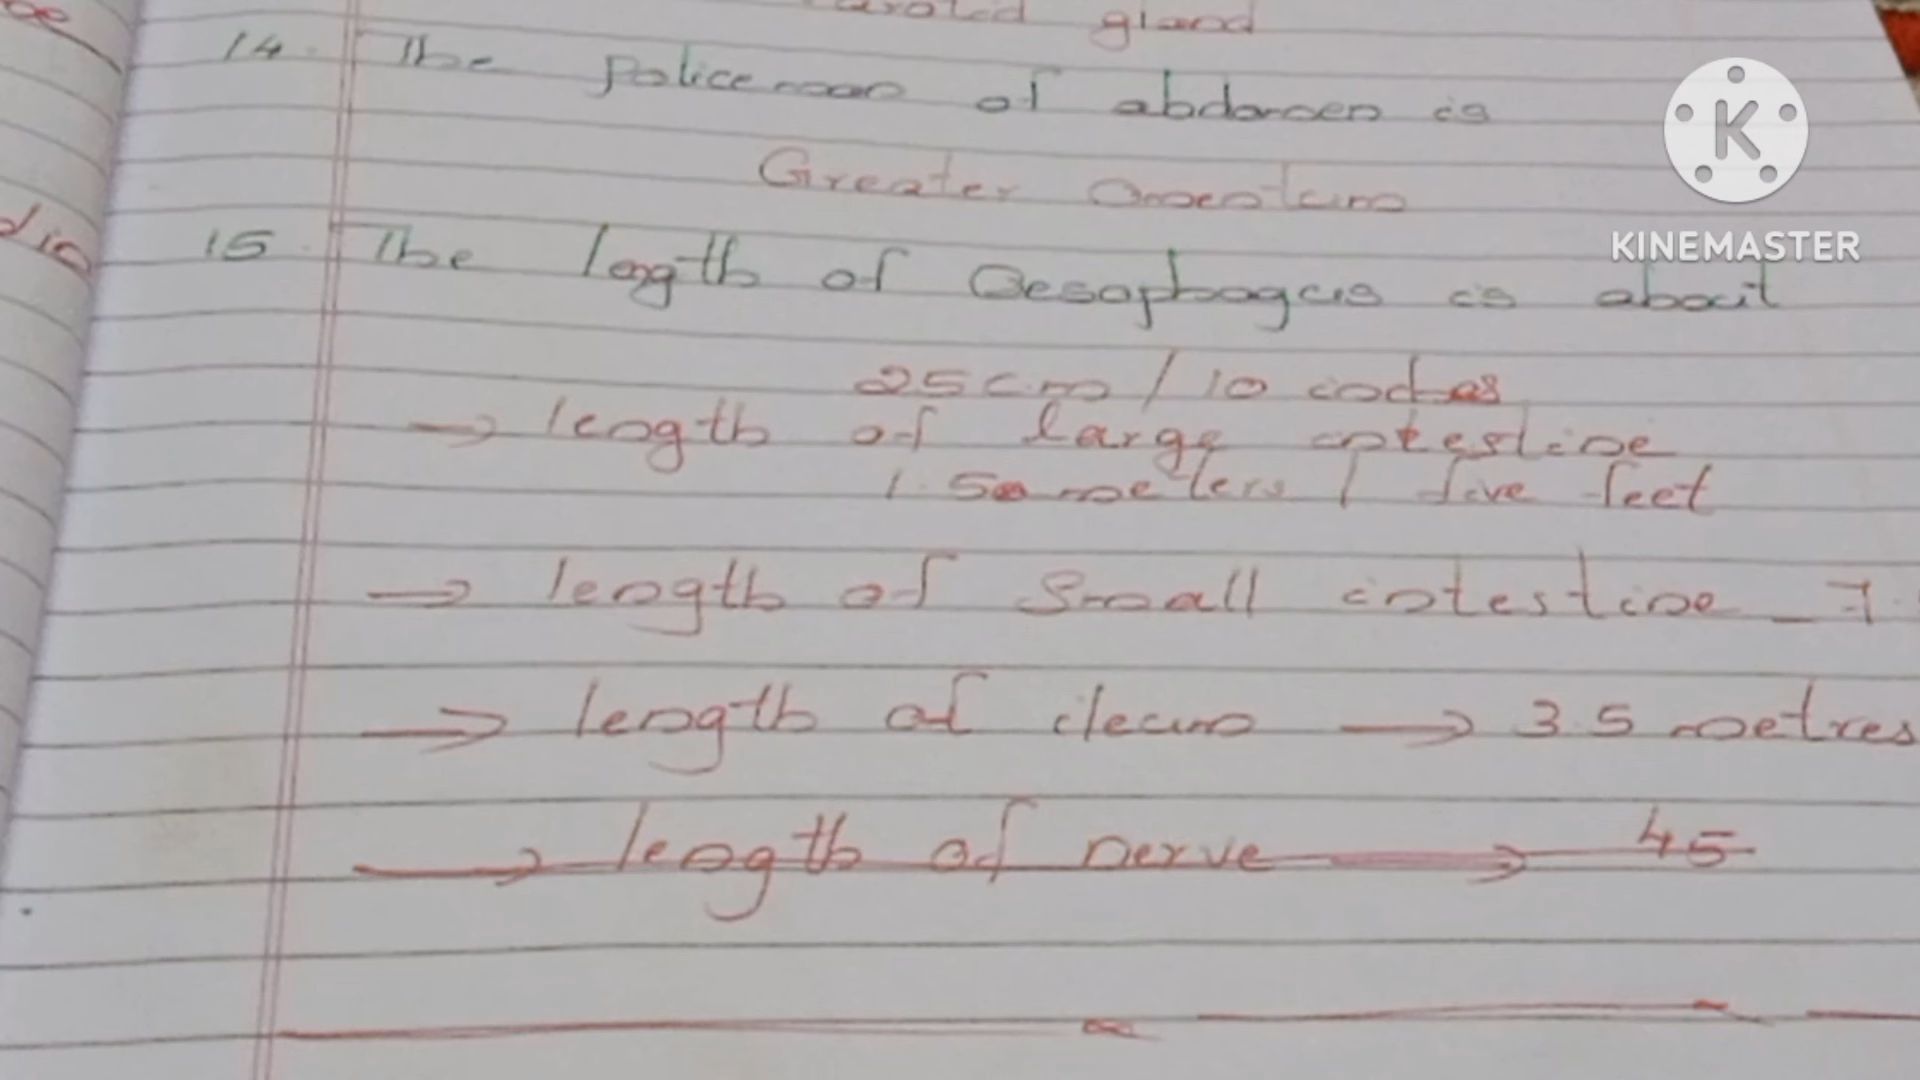 gland
14. The Policeman of abdomen is
Greater Omentum
15. The length of Oesophagus is about
25cm / 10 inches
→ length of large intestine
1.5 meters / five feet
→ length of Small intestine - 7
→ length of ileum → 3.5 metres
→ length of nerve → 45
K
KINEMASTER